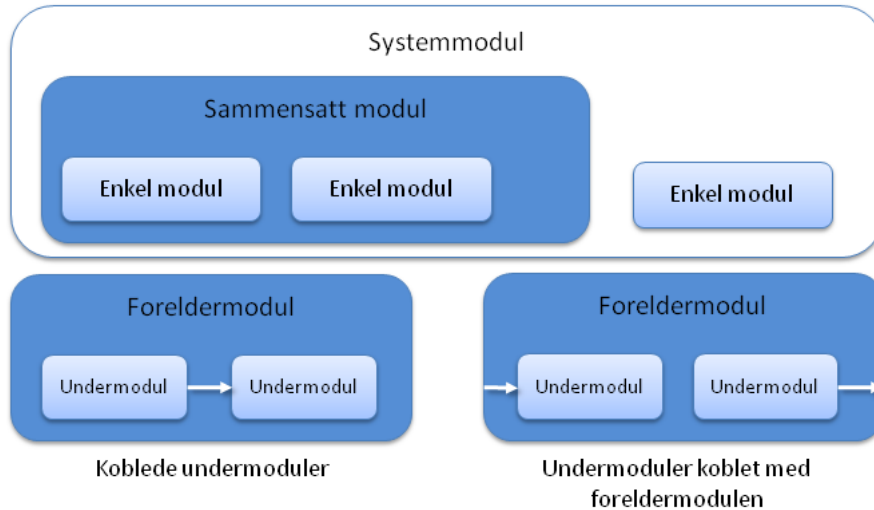 Systemmodul
Sammensatt modul
Enkel modul
Enkel modul
Enkel modul
Foreldermodul
Undermodul
Undermodul
Koblede undermoduler
Foreldermodul
Undermodul
Undermodul
Undermoduler koblet med
foreldermodulen